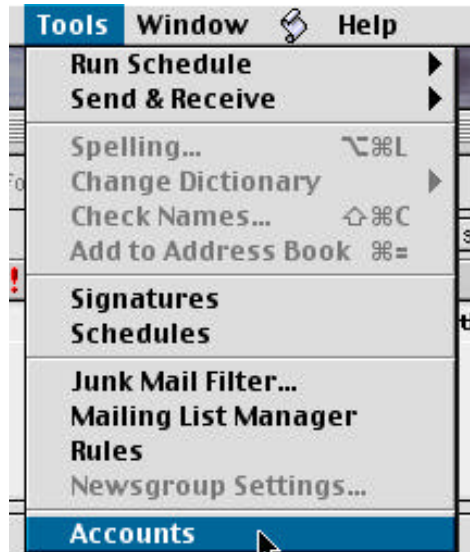 Tools Window Help
Run Schedule
Send & Receive
Spelling... ⌥⌘L
Change Dictionary
Check Names... ⇧⌘C
Add to Address Book ⌘=
Signatures
Schedules
Junk Mail Filter...
Mailing List Manager
Rules
Newsgroup Settings...
Accounts